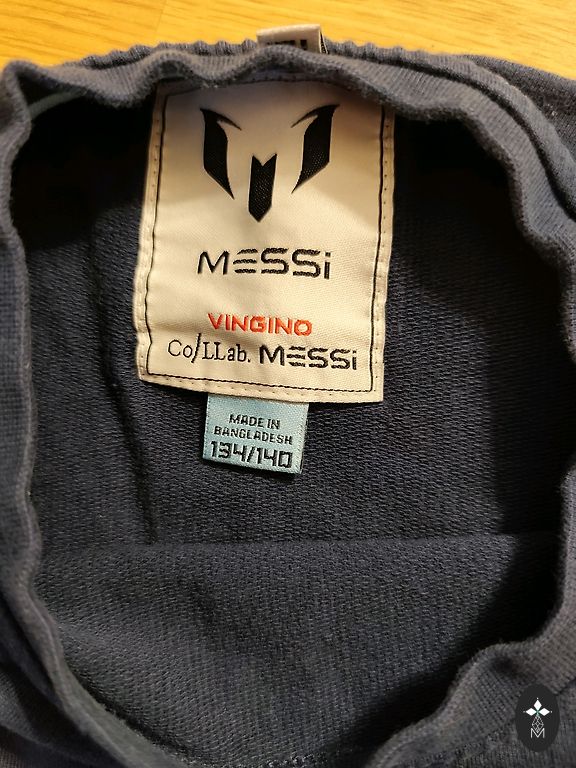 MESSi
VINGINO
Co/LLab. MESSi
MADE IN
BANGLADESH
134/140